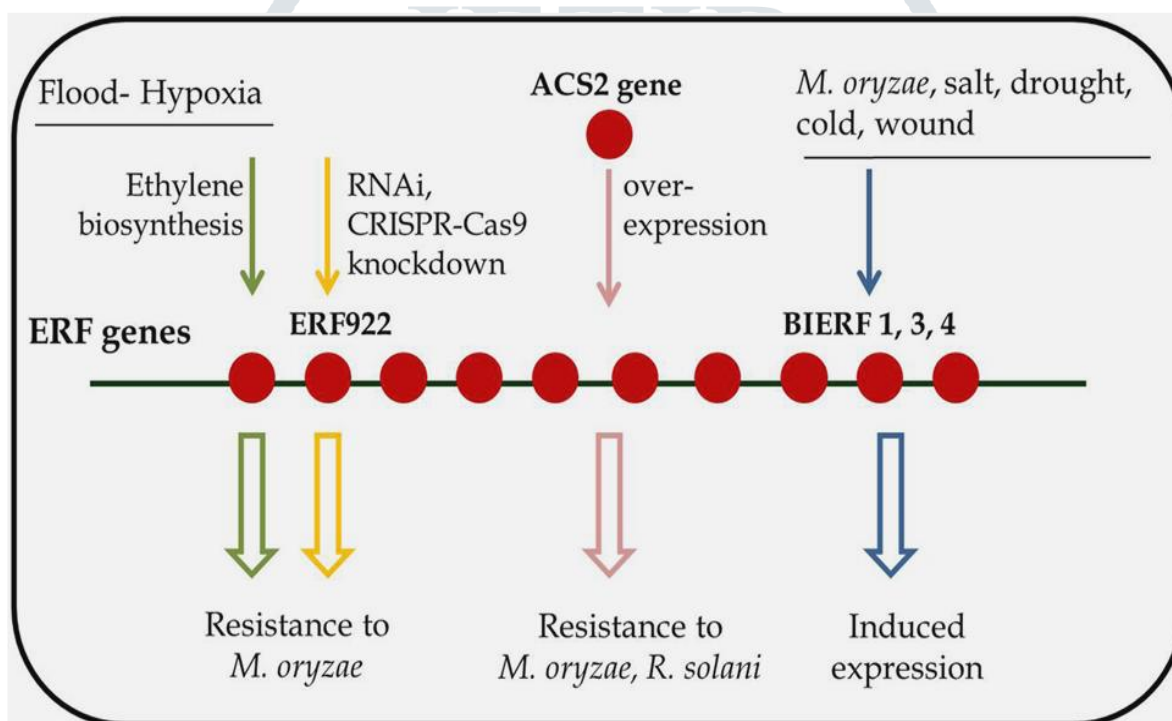 Flood- Hypoxia
ACS2 gene
M. oryzae, salt, drought,
cold, wound
Ethylene
biosynthesis
RNAi,
CRISPR-Cas9
knockdown
over-
expression
ERF genes
ERF922
BIERF 1, 3, 4
Resistance to
M. oryzae
Resistance to
M. oryzae, R. solani
Induced
expression